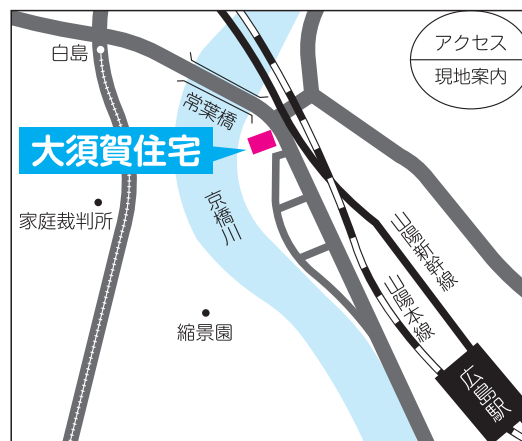 アクセス
現地案内
白島
常葉橋
大須賀住宅
京橋川
家庭裁判所
山陽新幹線
山陽本線
縮景園
広島駅